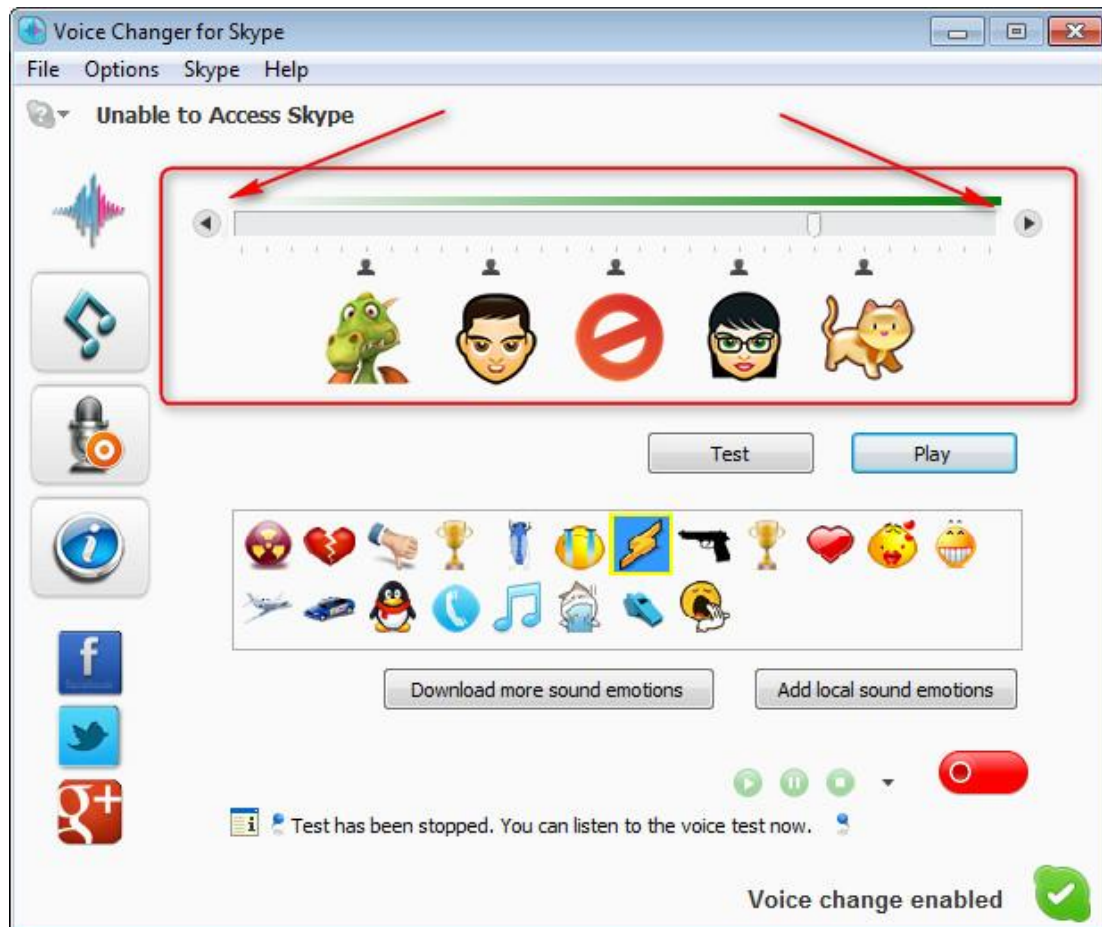 Voice Changer for Skype
File Options Skype Help
Unable to Access Skype
Test Play
Download more sound emotions Add local sound emotions
f
g+
Test has been stopped. You can listen to the voice test now.
Voice change enabled